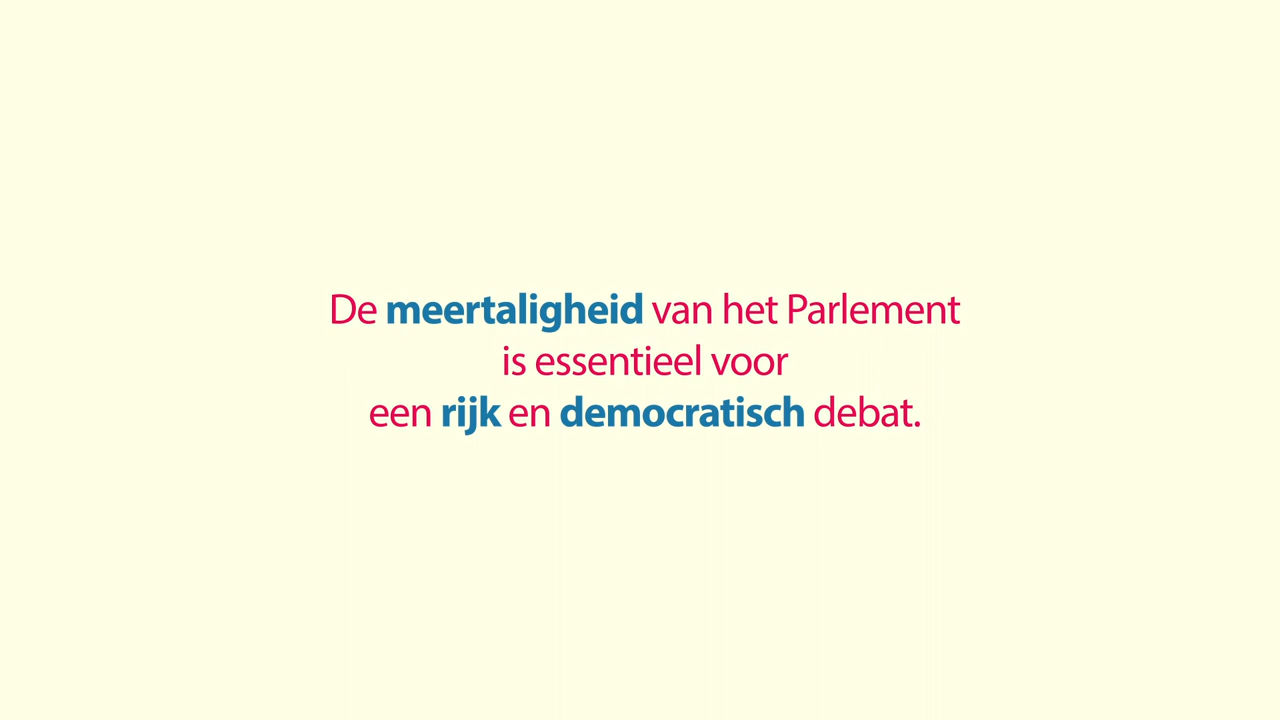 De meertaligheid van het Parlement
is essentieel voor
een rijk en democratisch debat.